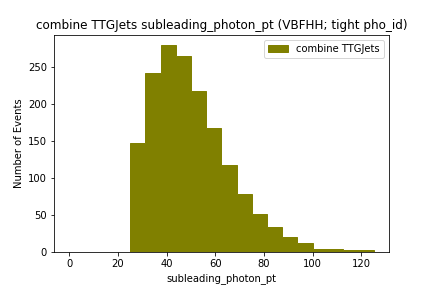 combine TTGJets subleading_photon_pt (VBFHH; tight pho_id)
combine TTGJets
250
200
150
100
50
0
Number of Events
0 20 40 60 80 100 120
subleading_photon_pt